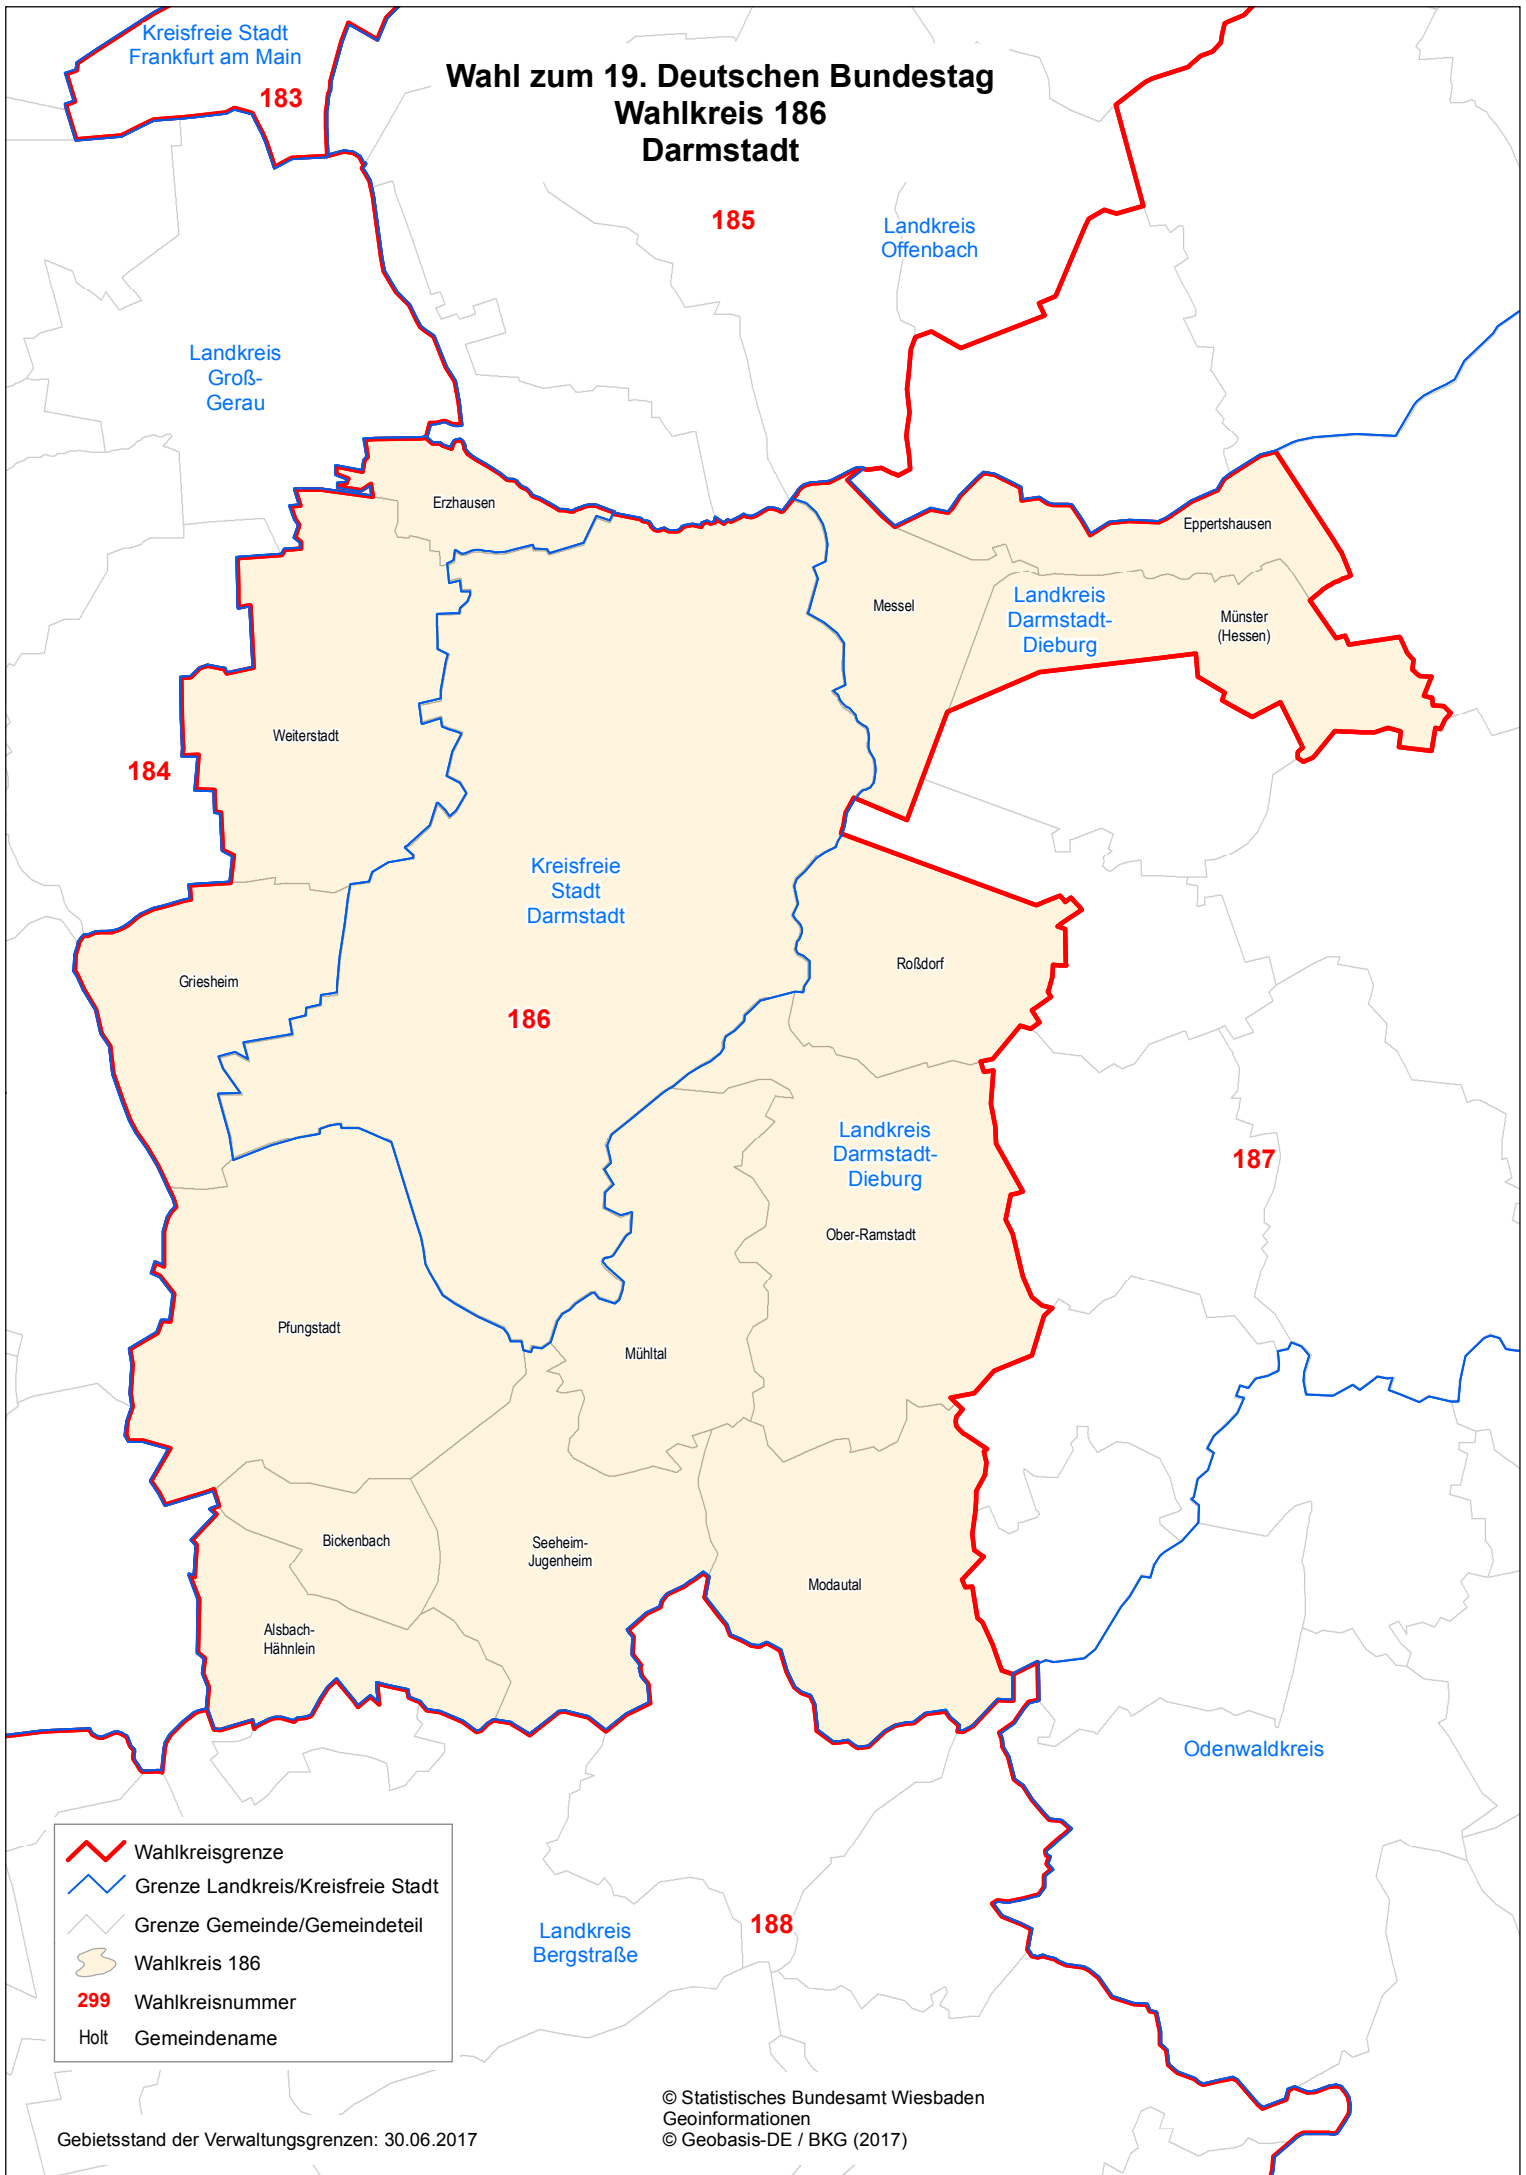 Kreisfreie Stadt
Frankfurt am Main
183
Wahl zum 19. Deutschen Bundestag
Wahlkreis 186
Darmstadt
185
Landkreis
Offenbach
Landkreis
Groß-
Gerau
Erzhausen
Eppertshausen
Messel
Landkreis
Darmstadt-
Dieburg
Münster
(Hessen)
Weiterstadt
184
Kreisfreie
Stadt
Darmstadt
Griesheim
Roßdorf
186
Landkreis
Darmstadt-
Dieburg
187
Ober-Ramstadt
Pfungstadt
Mühltal
Bickenbach
Seeheim-
Jugenheim
Modautal
Alsbach-
Hähnlein
Odenwaldkreis
Landkreis
Bergstraße
188
Wahlkreisgrenze
Grenze Landkreis/Kreisfreie Stadt
Grenze Gemeinde/Gemeindeteil
Wahlkreis 186
299 Wahlkreisnummer
Holt Gemeindename
Gebietsstand der Verwaltungsgrenzen: 30.06.2017
© Statistisches Bundesamt Wiesbaden
Geoinformationen
© Geobasis-DE / BKG (2017)